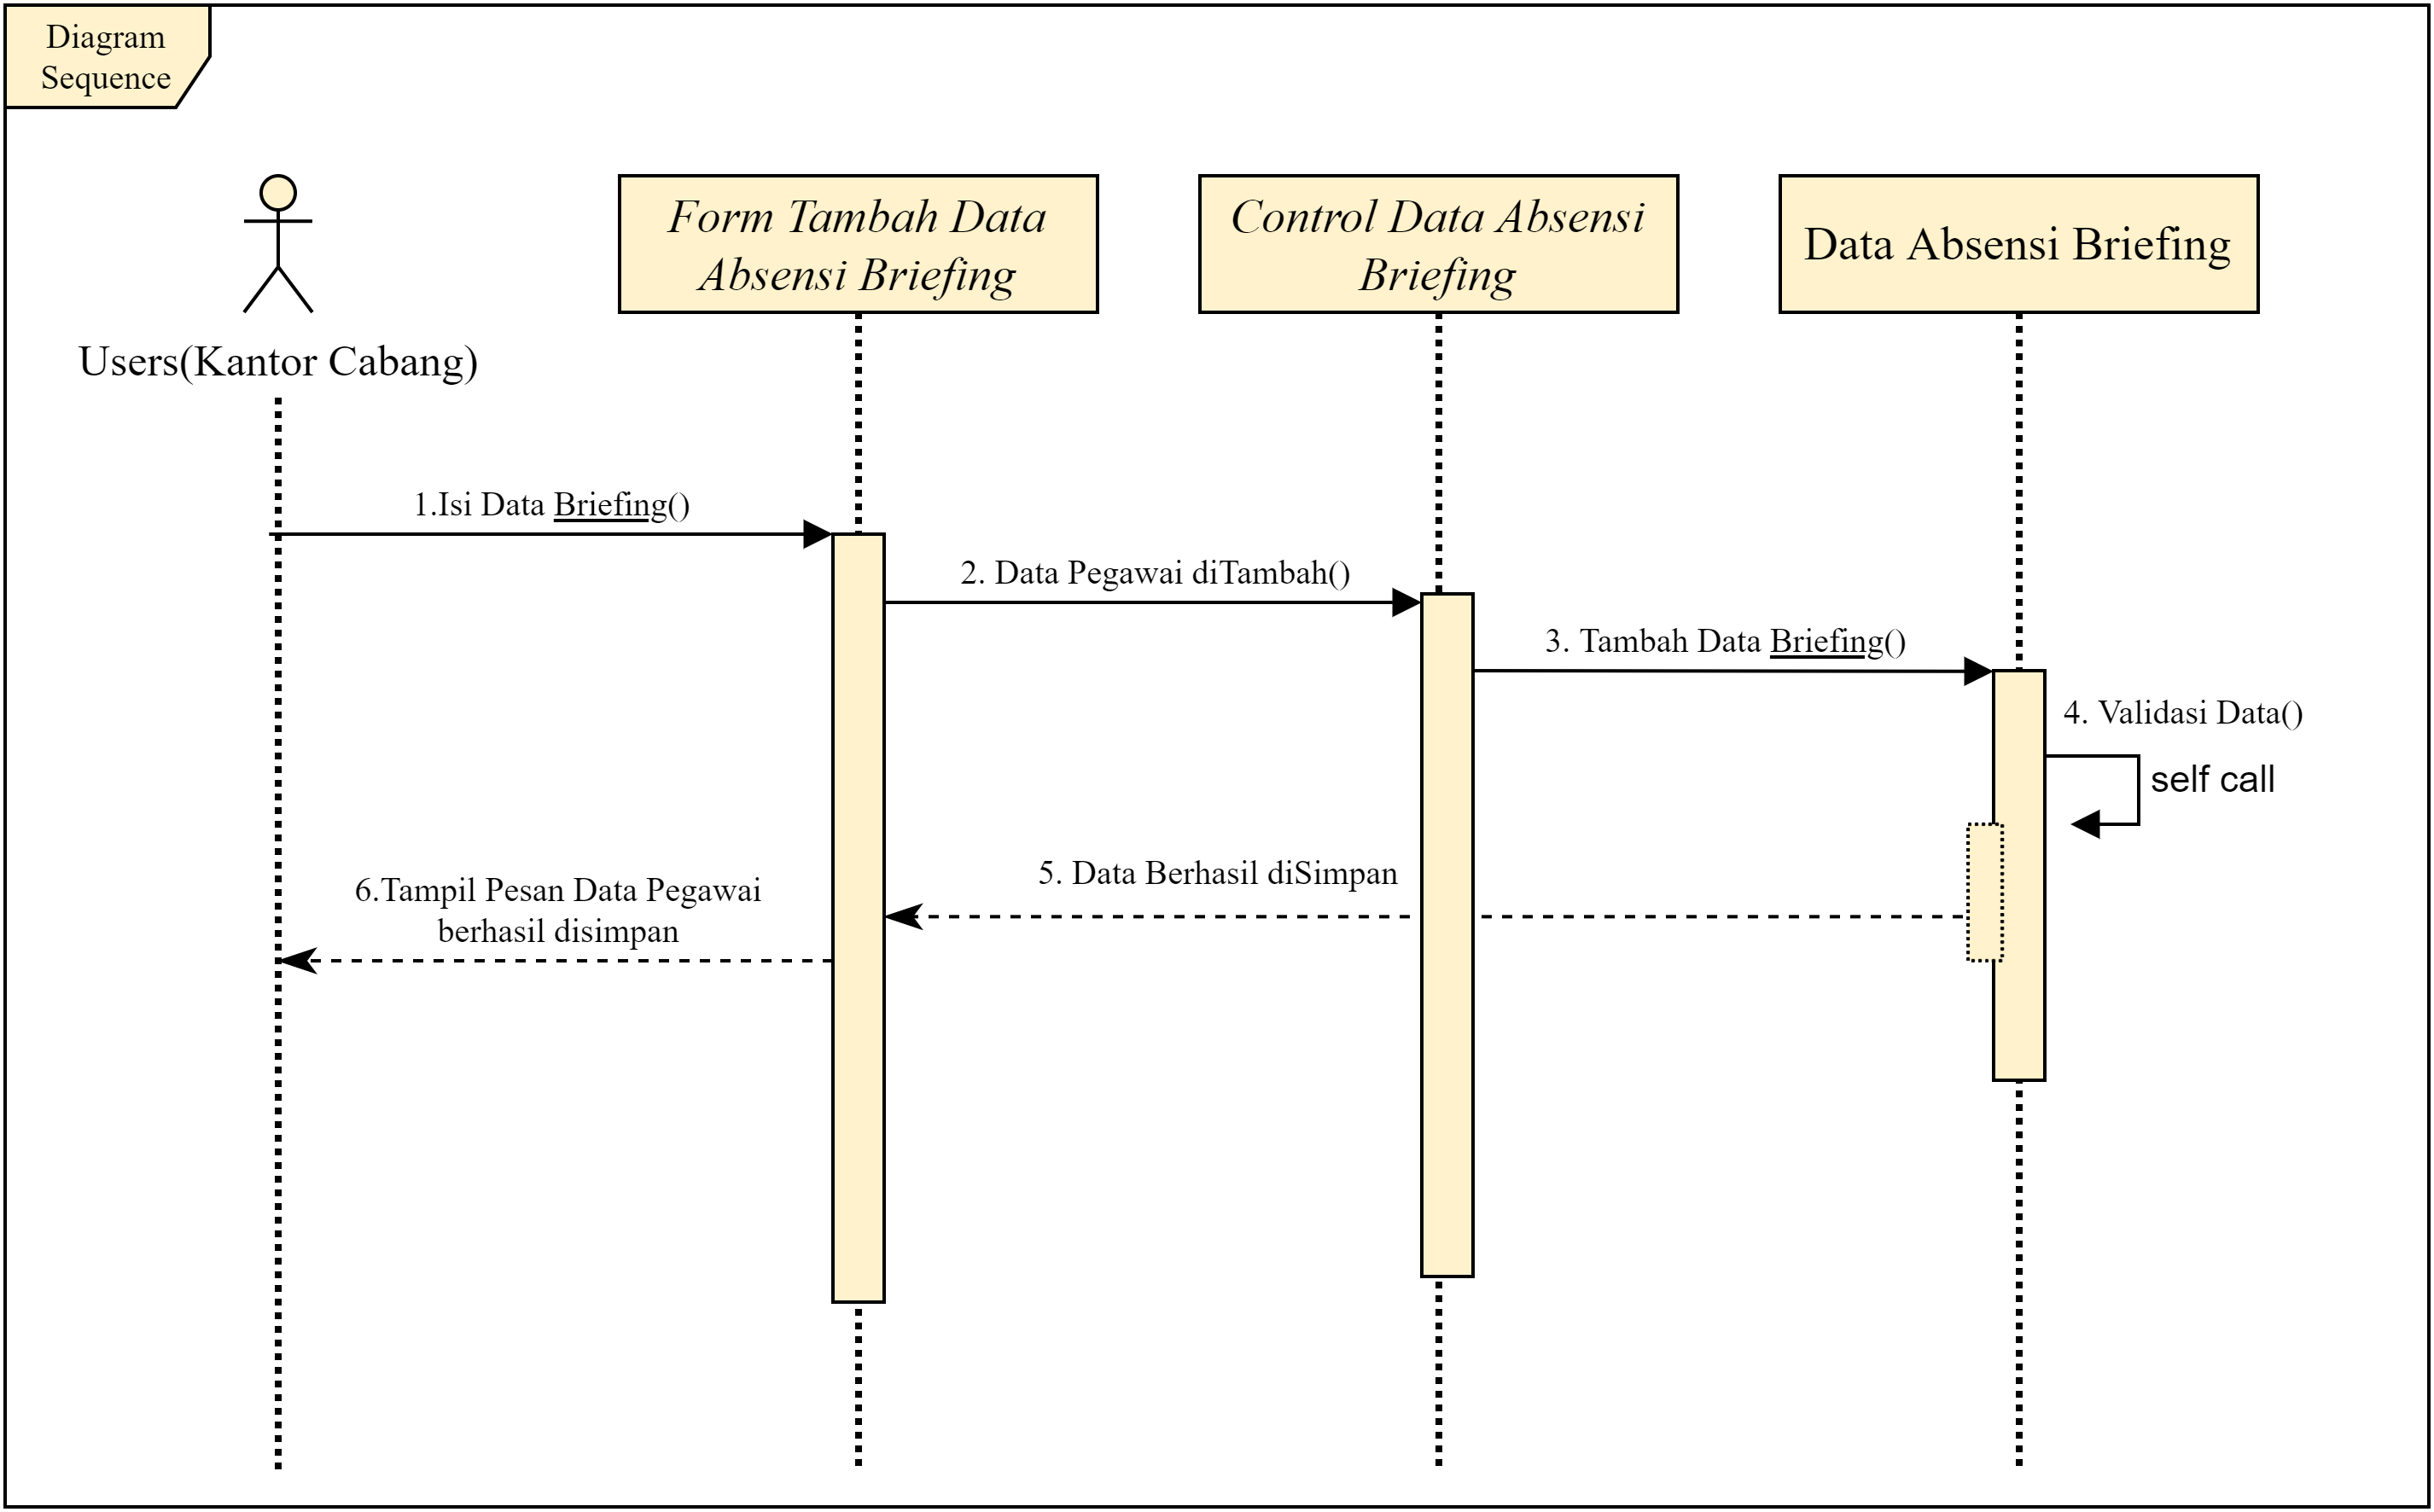 Diagram
Sequence
Form Tambah Data
Absensi Briefing
Control Data Absensi
Briefing
Data Absensi Briefing
Users(Kantor Cabang)
1.Isi Data Briefing()
2. Data Pegawai diTambah()
3. Tambah Data Briefing()
4. Validasi Data()
self call
5. Data Berhasil diSimpan
6.Tampil Pesan Data Pegawai
berhasil disimpan